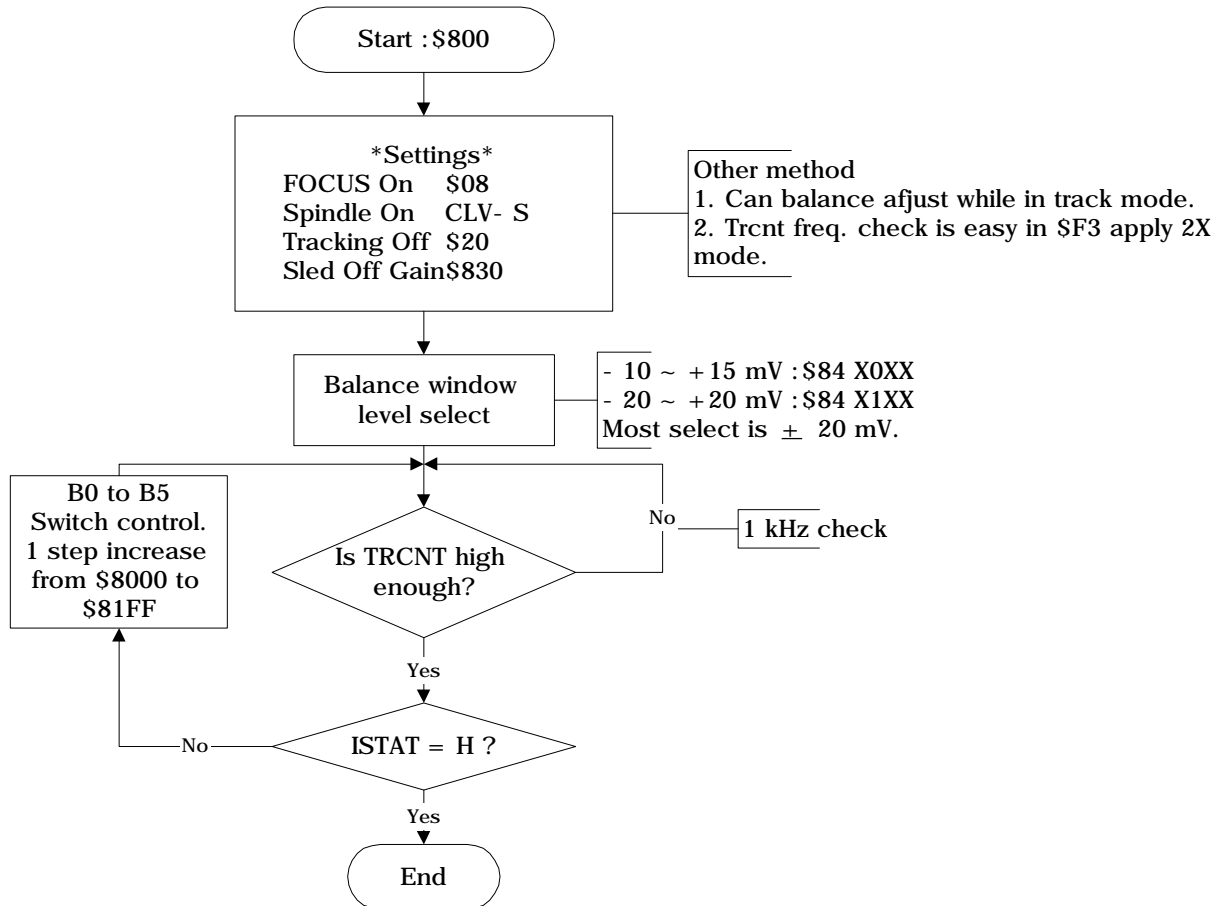 Start : $800
*Settings*
FOCUS On $08
Spindle On CLV- S
Tracking Off $20
Sled Off Gain$830
Other method
1. Can balance afjust while in track mode.
2. Trcnt freq. check is easy in $F3 apply 2X
mode.
Balance window
level select
- 10 ~ +15 mV : $84 X0XX
- 20 ~ +20 mV : $84 X1XX
Most select is ± 20 mV.
B0 to B5
Switch control.
1 step increase
from $8000 to
$81FF
Is TRCNT high
enough?
No
1 kHz check
Yes
ISTAT = H ?
No
Yes
End